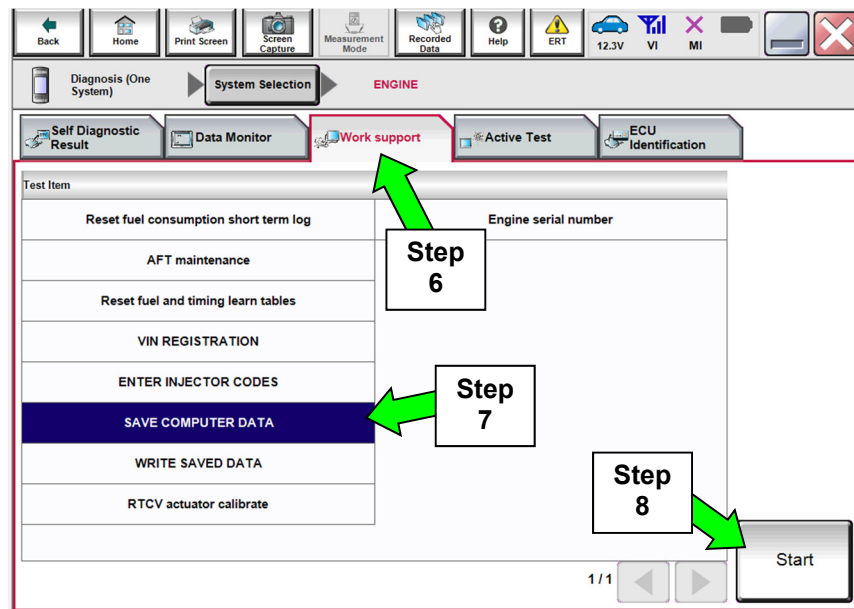 Back
Home
Print Screen
Screen
Capture
Measurement
Mode
Recorded
Data
Help
ERT
12.3V
VI
MI
Diagnosis (One
System)
System Selection
ENGINE
Self Diagnostic
Result
Data Monitor
Work support
Active Test
ECU
Identification
Test Item
Reset fuel consumption short term log
Engine serial number
AFT maintenance
Reset fuel and timing learn tables
VIN REGISTRATION
ENTER INJECTOR CODES
SAVE COMPUTER DATA
WRITE SAVED DATA
RTCV actuator calibrate
Step
6
Step
7
Step
8
Start
1/1